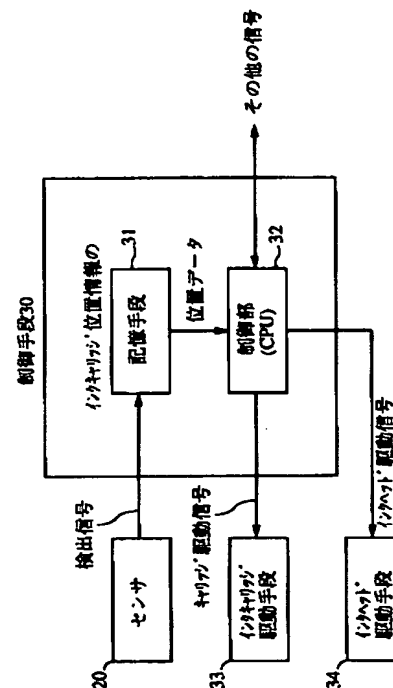 制御手段30
インクキャリッジ位置情報の
記憶手段
31
検出信号
センサ
20
位置データ
制御部
(CPU)
32
その他の信号
キャリッジ駆動信号
インクキャリッジ
駆動手段
33
インクヘッド駆動信号
インクヘッド
駆動手段
34